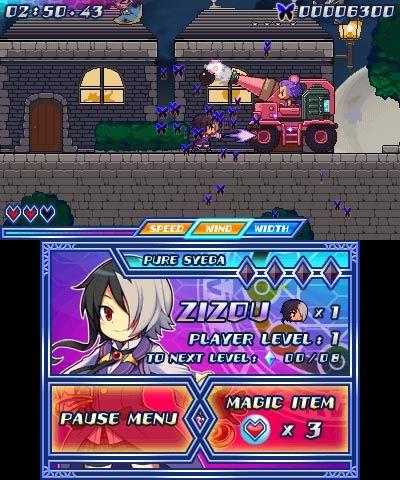 02:50.43
00006300
SPEED WING WIDTH
PURE SYEGA
ZIZOU x 1
PLAYER LEVEL: 1
TO NEXT LEVEL: 00/08
PAUSE MENU
MAGIC ITEM
x 3